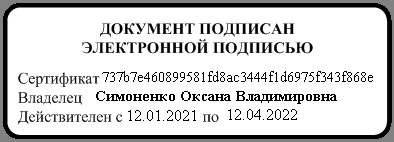 ДОКУМЕНТ ПОДПИСАН
ЭЛЕКТРОННОЙ ПОДПИСЬЮ
Сертификат 737b7e460899581fd8ac3444f1d6975f343f868e
Владелец Симоненко Оксана Владимировна
Действителен с 12.01.2021 по 12.04.2022